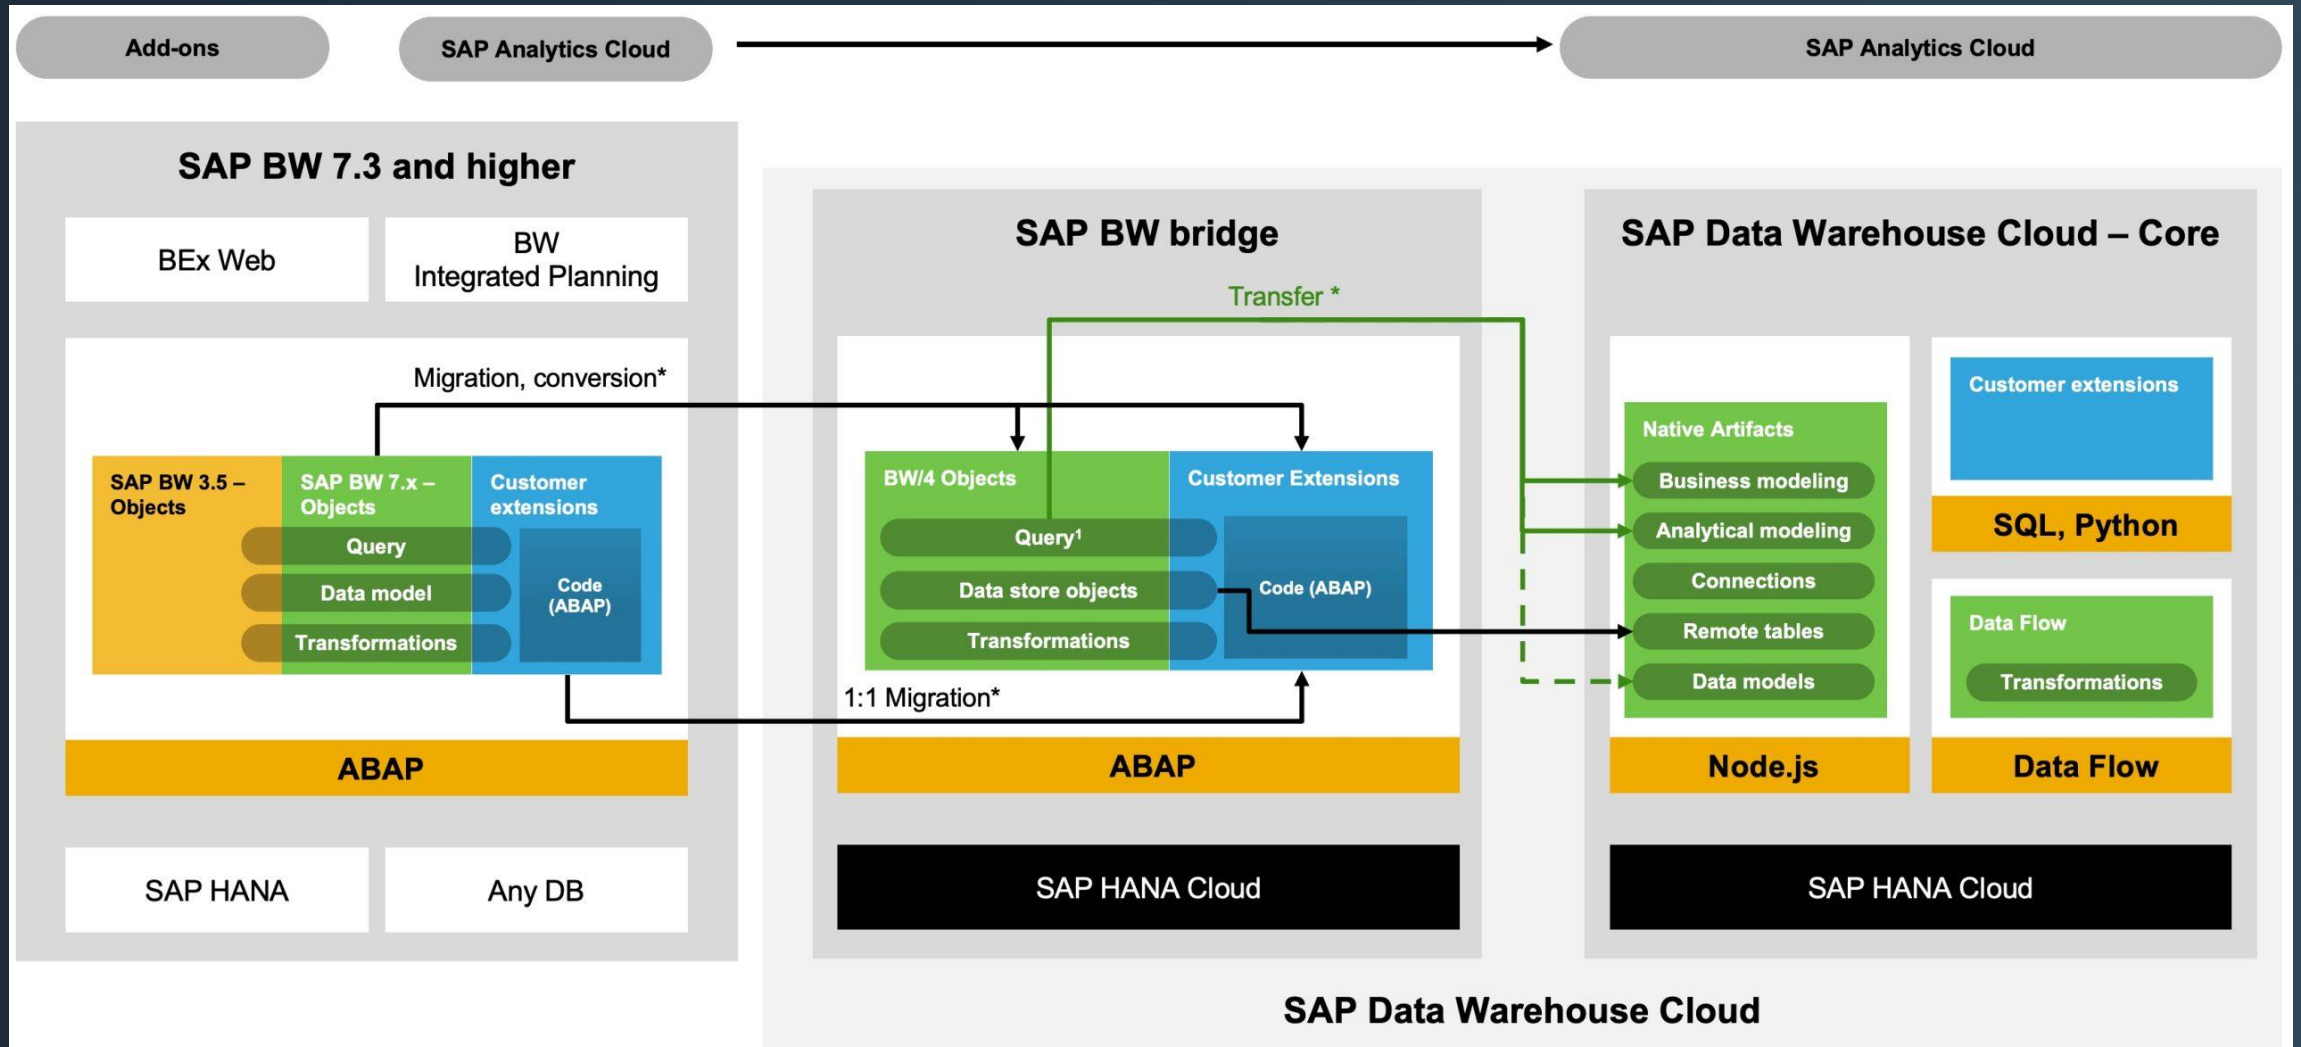 Add-ons
SAP Analytics Cloud
SAP Analytics Cloud
SAP BW 7.3 and higher
BEx Web
BW
Integrated Planning
Migration, conversion*
SAP BW 3.5 –
Objects
SAP BW 7.x –
Objects
Customer
extensions
Query
Data model
Transformations
Code
(ABAP)
ABAP
SAP HANA
Any DB
SAP BW bridge
Transfer *
BW/4 Objects
Customer Extensions
Query¹
Data store objects
Transformations
Code (ABAP)
1:1 Migration*
ABAP
SAP HANA Cloud
SAP Data Warehouse Cloud – Core
Native Artifacts
Business modeling
Analytical modeling
Connections
Remote tables
Data models
Node.js
Customer extensions
SQL, Python
Data Flow
Transformations
Data Flow
SAP HANA Cloud
SAP Data Warehouse Cloud